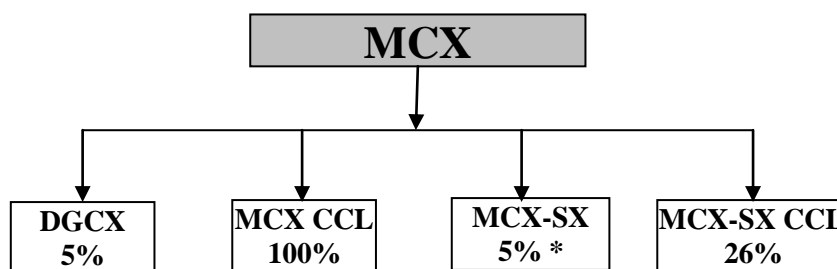 MCX
DGCX
5%
MCX CCL
100%
MCX-SX
5% *
MCX-SX CCL
26%